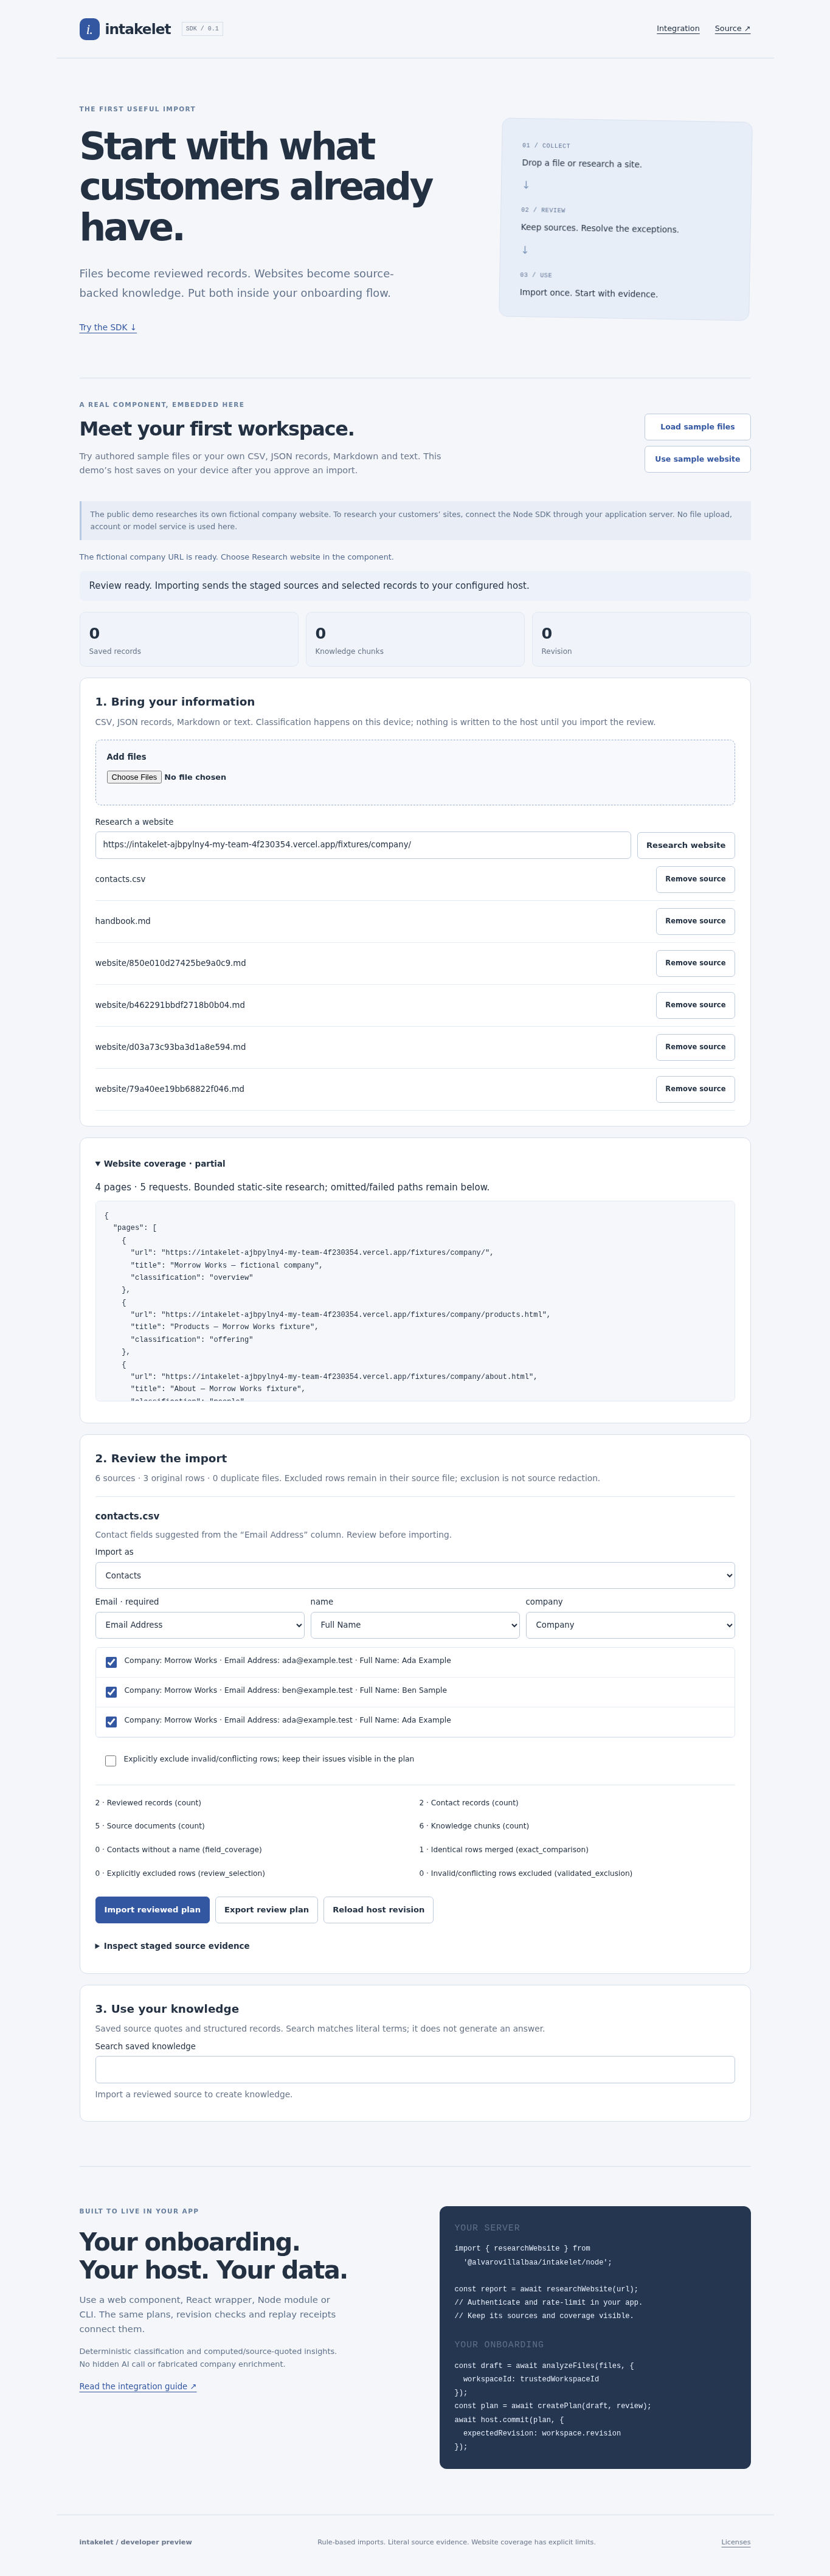 i. intakelet SDK / 0.1 Integration Source ↗
THE FIRST USEFUL IMPORT
Start with what
customers already
have.
Files become reviewed records. Websites become source-
backed knowledge. Put both inside your onboarding flow.
Try the SDK ↓
01 / COLLECT
Drop a file or research a site.
↓
02 / REVIEW
Keep sources. Resolve the exceptions.
↓
03 / USE
Import once. Start with evidence.
A REAL COMPONENT, EMBEDDED HERE
Meet your first workspace.
Try authored sample files or your own CSV, JSON records, Markdown and text. This
demo's host saves on your device after you approve an import.
Load sample files
Use sample website
The public demo researches its own fictional company website. To research your customers' sites, connect the Node SDK through your application server. No file upload,
account or model service is used here.
The fictional company URL is ready. Choose Research website in the component.
Review ready. Importing sends the staged sources and selected records to your configured host.
0
Saved records
0
Knowledge chunks
0
Revision
1. Bring your information
CSV, JSON records, Markdown or text. Classification happens on this device; nothing is written to the host until you import the review.
Add files
Choose Files No file chosen
Research a website
https://intakelet-ajbpylny4-my-team-4f230354.vercel.app/fixtures/company/ Research website
contacts.csv Remove source
handbook.md Remove source
website/850e010d27425be9a0c9.md Remove source
website/b462291bbdf2718b0b04.md Remove source
website/d03a73c93ba3d1a8e594.md Remove source
website/79a40ee19bb68822f046.md Remove source
▼ Website coverage · partial
4 pages · 5 requests. Bounded static-site research; omitted/failed paths remain below.
{
"pages": [
{
"url": "https://intakelet-ajbpylny4-my-team-4f230354.vercel.app/fixtures/company/",
"title": "Morrow Works — fictional company",
"classification": "overview"
},
{
"url": "https://intakelet-ajbpylny4-my-team-4f230354.vercel.app/fixtures/company/products.html",
"title": "Products — Morrow Works fixture",
"classification": "offering"
},
{
"url": "https://intakelet-ajbpylny4-my-team-4f230354.vercel.app/fixtures/company/about.html",
"title": "About — Morrow Works fixture",
"classification": "people"
2. Review the import
6 sources · 3 original rows · 0 duplicate files. Excluded rows remain in their source file; exclusion is not source redaction.
contacts.csv
Contact fields suggested from the “Email Address” column. Review before importing.
Import as
Contacts
Email · required name company
Email Address Full Name Company
Company: Morrow Works · Email Address: ada@example.test · Full Name: Ada Example
Company: Morrow Works · Email Address: ben@example.test · Full Name: Ben Sample
Company: Morrow Works · Email Address: ada@example.test · Full Name: Ada Example
Explicitly exclude invalid/conflicting rows; keep their issues visible in the plan
2 · Reviewed records (count) 2 · Contact records (count)
5 · Source documents (count) 6 · Knowledge chunks (count)
0 · Contacts without a name (field_coverage) 1 · Identical rows merged (exact_comparison)
0 · Explicitly excluded rows (review_selection) 0 · Invalid/conflicting rows excluded (validated_exclusion)
Import reviewed plan Export review plan Reload host revision
▶ Inspect staged source evidence
3. Use your knowledge
Saved source quotes and structured records. Search matches literal terms; it does not generate an answer.
Search saved knowledge
Import a reviewed source to create knowledge.
BUILT TO LIVE IN YOUR APP
Your onboarding.
Your host. Your data.
Use a web component, React wrapper, Node module or
CLI. The same plans, revision checks and replay receipts
connect them.
Deterministic classification and computed/source-quoted insights.
No hidden AI call or fabricated company enrichment.
Read the integration guide ↗
YOUR SERVER
import { researchWebsite } from
'@alvarovillalbaa/intakelet/node';
const report = await researchWebsite(url);
// Authenticate and rate-limit in your app.
// Keep its sources and coverage visible.
YOUR ONBOARDING
const draft = await analyzeFiles(files, {
workspaceId: trustedWorkspaceId
});
const plan = await createPlan(draft, review);
await host.commit(plan, {
expectedRevision: workspace.revision
});
intakelet / developer preview Rule-based imports. Literal source evidence. Website coverage has explicit limits. Licenses